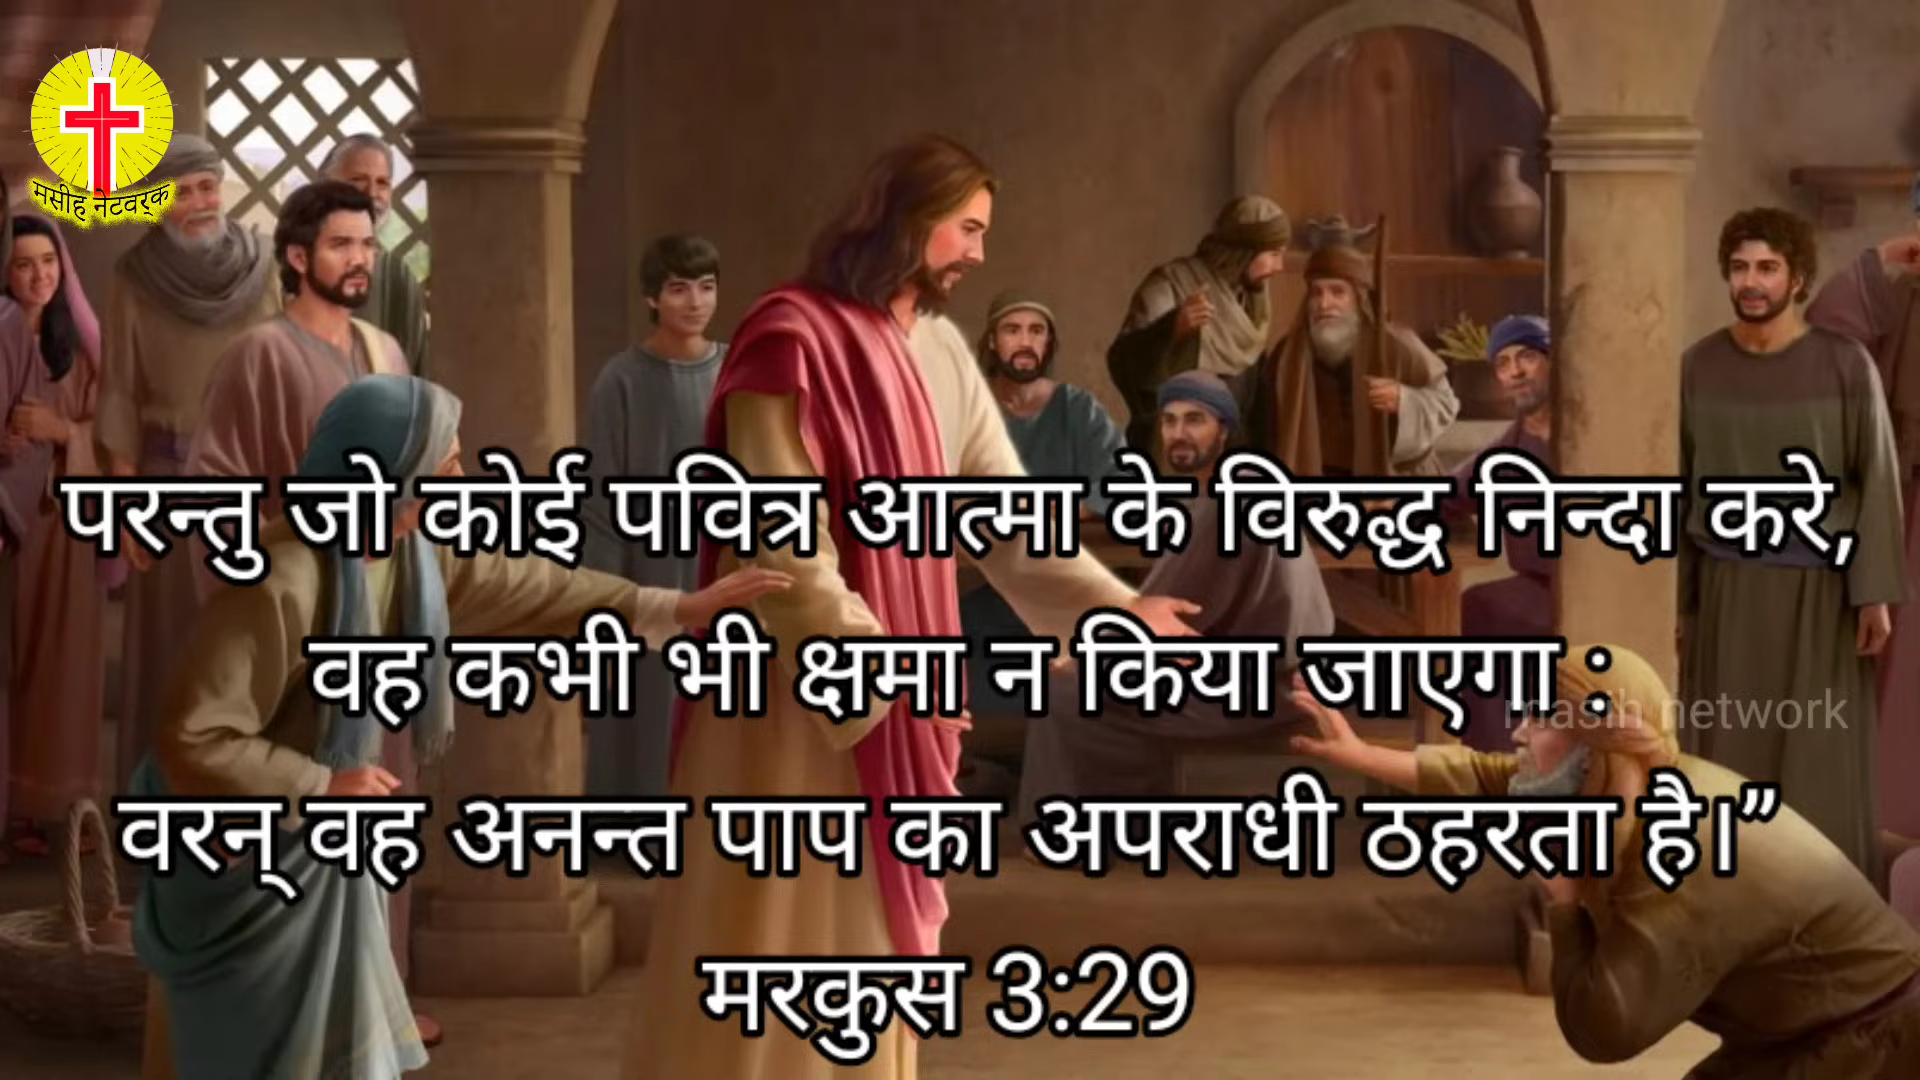 मसीह नेटवर्क
परन्तु जो कोई पवित्र आत्मा के विरुद्ध निन्दा करे,
वह कभी भी क्षमा न किया जाएगा :
masih network
वरन् वह अनन्त पाप का अपराधी ठहरता है।”
मरकुस 3:29